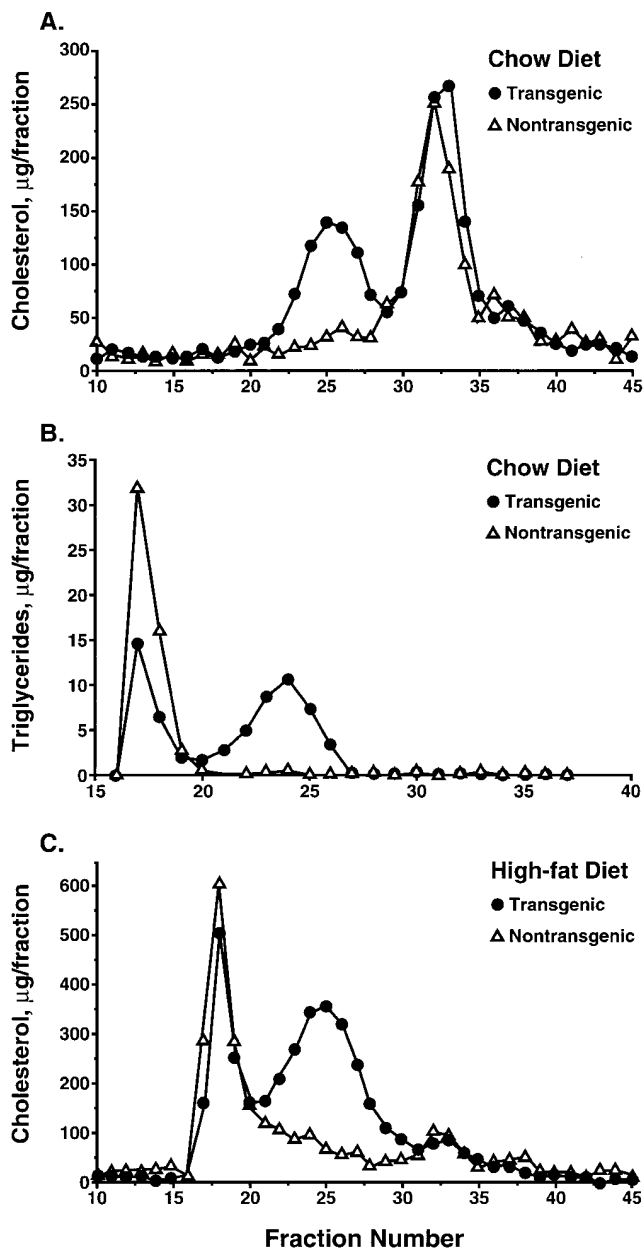 A.
Chow Diet
Transgenic
Nontransgenic
Cholesterol, µg/fraction
300
250
200
150
100
50
0
10 15 20 25 30 35 40 45
B.
Chow Diet
Transgenic
Nontransgenic
Triglycerides, µg/fraction
35
30
25
20
15
10
5
0
15 20 25 30 35 40
C.
High-fat Diet
Transgenic
Nontransgenic
Cholesterol, µg/fraction
600
500
400
300
200
100
0
10 15 20 25 30 35 40 45
Fraction Number